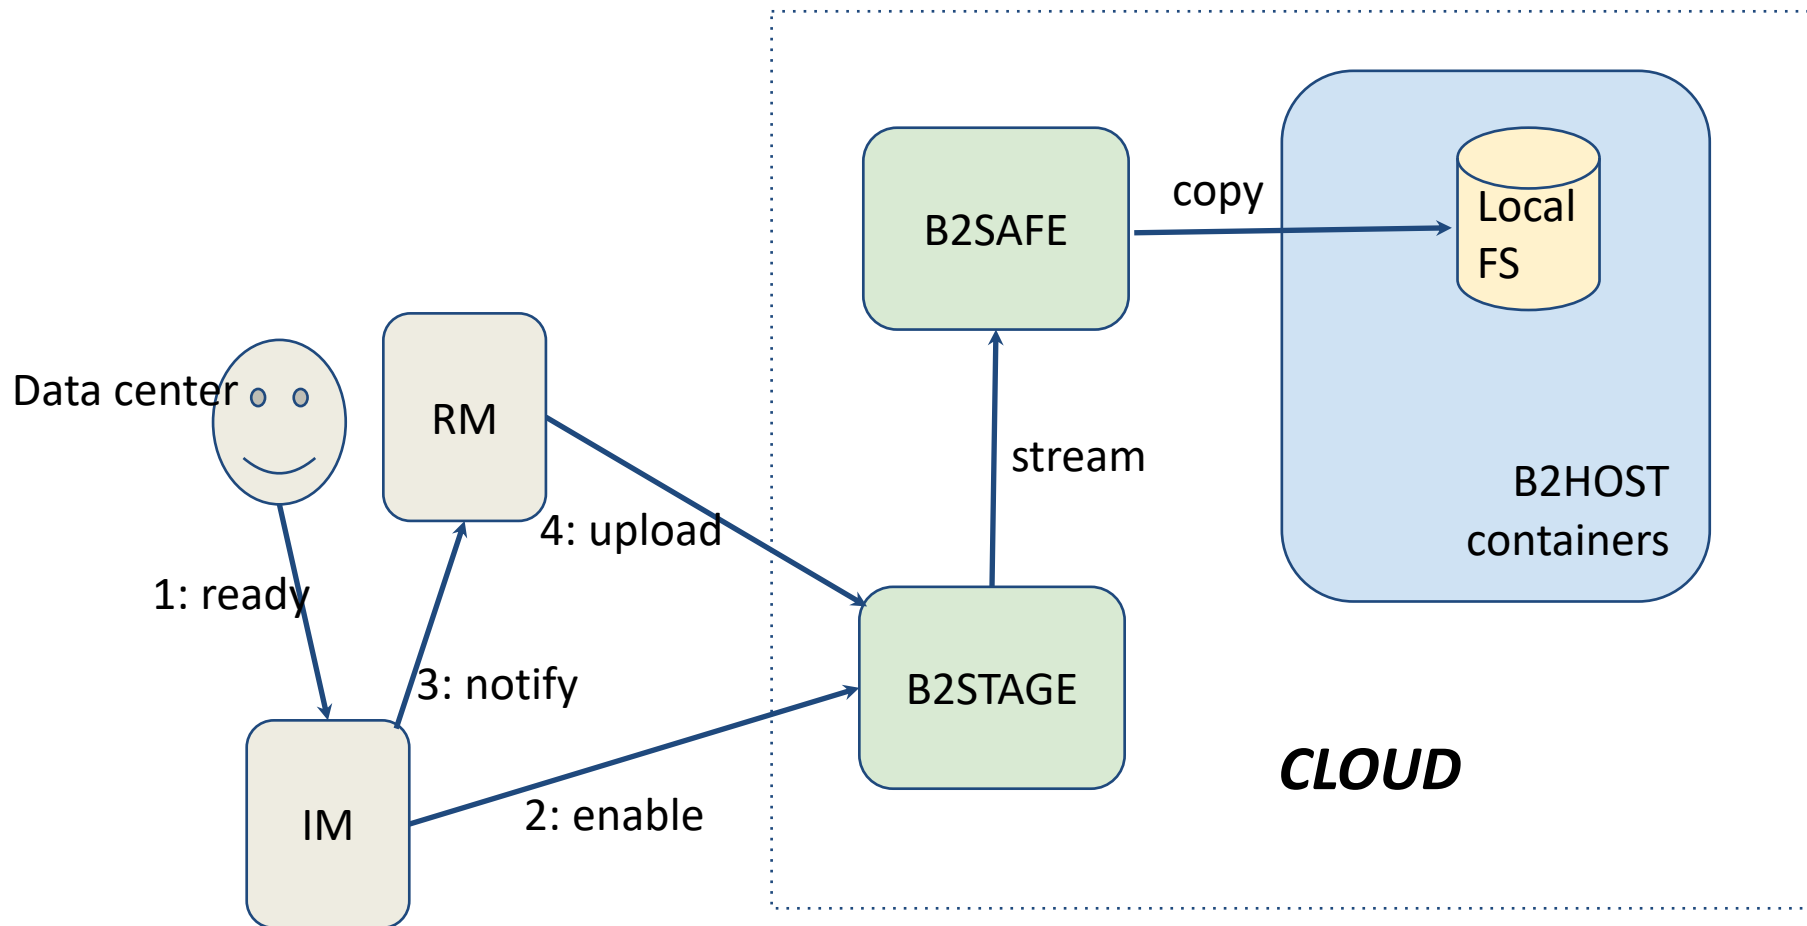 copy
Local
FS
B2SAFE
Data center
RM
stream
B2HOST
containers
4: upload
1: ready
3: notify
B2STAGE
CLOUD
2: enable
IM